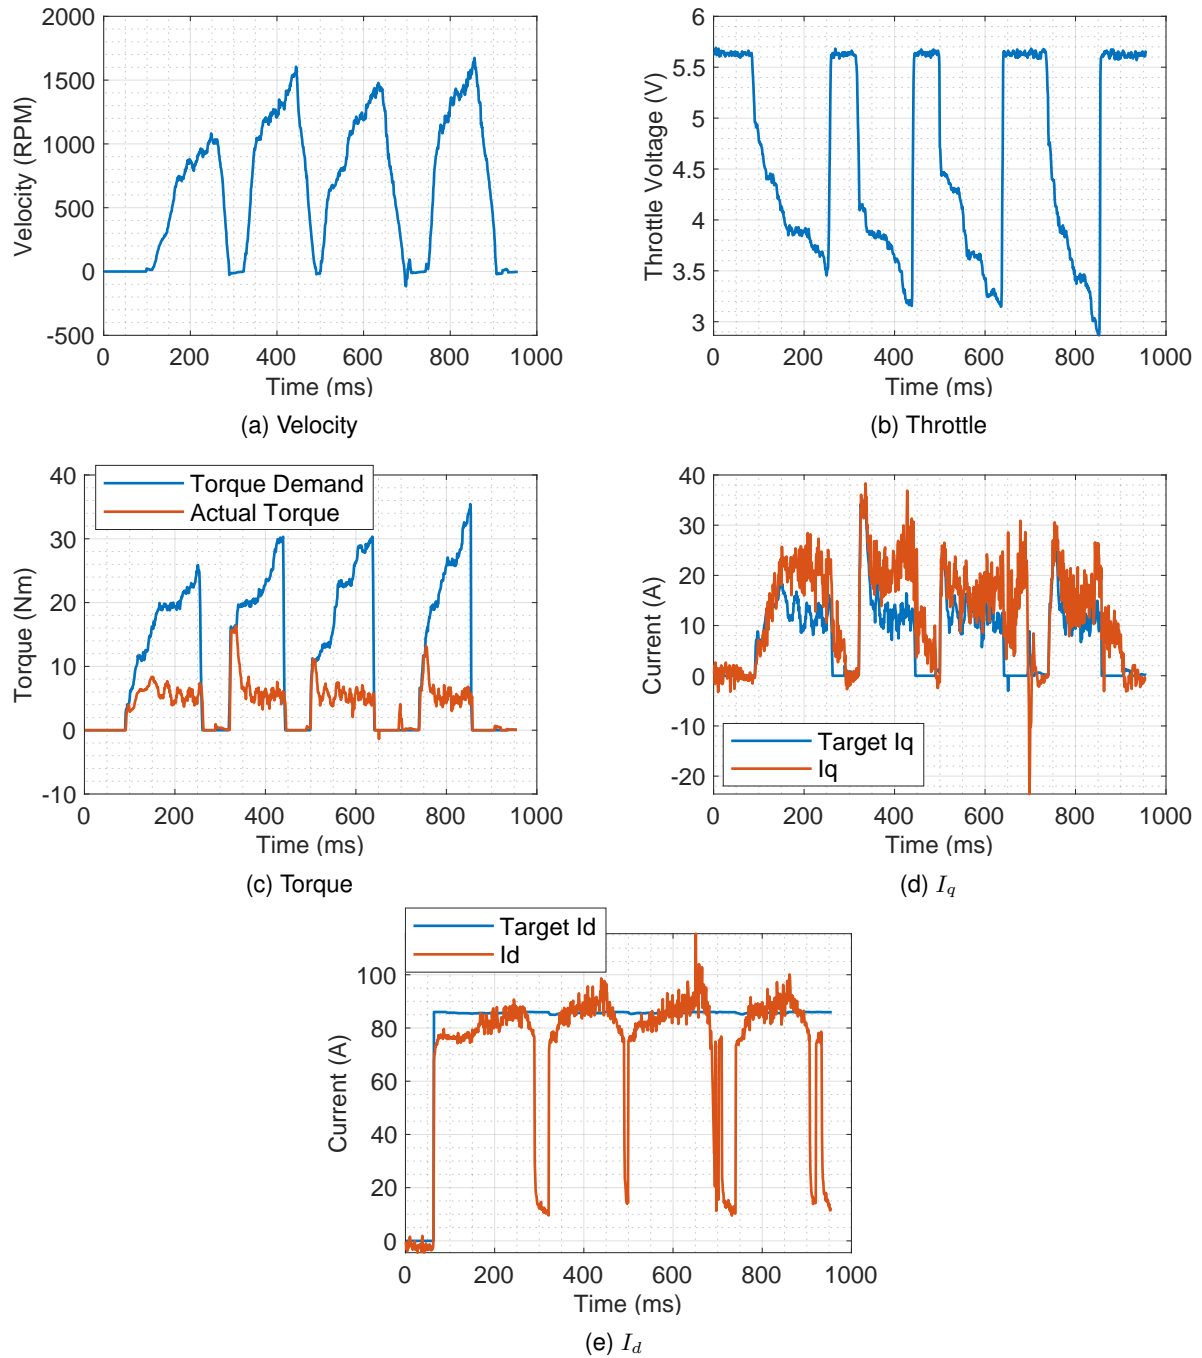 2000
1500
1000
500
0
-500
0 200 400 600 800 1000
Velocity (RPM)
Time (ms)
(a) Velocity
6
5.5
5
4.5
4
3.5
3
0 200 400 600 800 1000
Throttle Voltage (V)
Time (ms)
(b) Throttle
Torque Demand
Actual Torque
40
30
20
10
0
-10
0 200 400 600 800 1000
Torque (Nm)
Time (ms)
(c) Torque
40
30
20
10
0
-10
-20
Target Iq
Iq
0 200 400 600 800 1000
Current (A)
Time (ms)
(d) I_q
Target Id
Id
100
80
60
40
20
0
0 200 400 600 800 1000
Current (A)
Time (ms)
(e) I_d